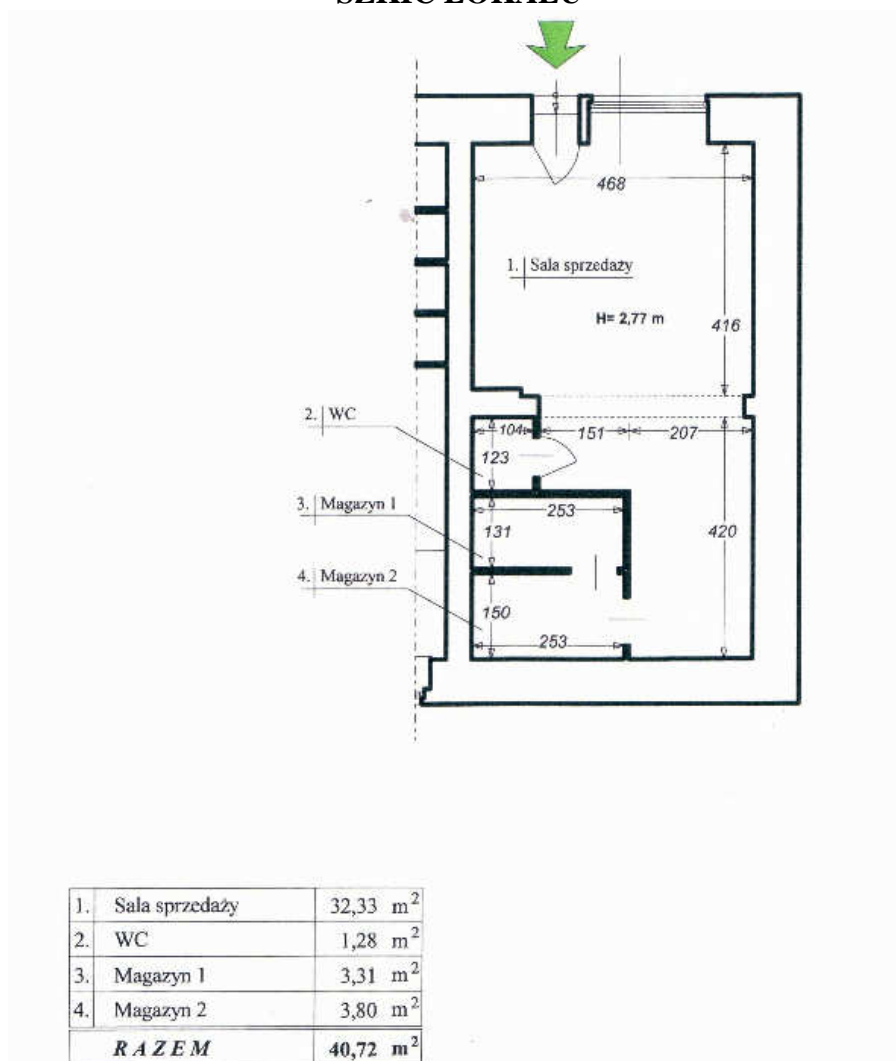 SZKIC LOKALU
468
1. Sala sprzedaży
H= 2,77 m
416
2. WC
104 151 207
123
3. Magazyn 1
253
131
420
4. Magazyn 2
150
253
1. Sala sprzedaży 32,33 m²
2. WC 1,28 m²
3. Magazyn 1 3,31 m²
4. Magazyn 2 3,80 m²
RAZEM 40,72 m²